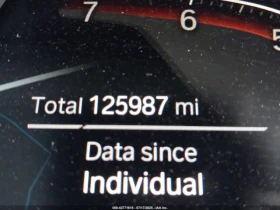 7 6 5
Total 125987 mi
Data since
Individual